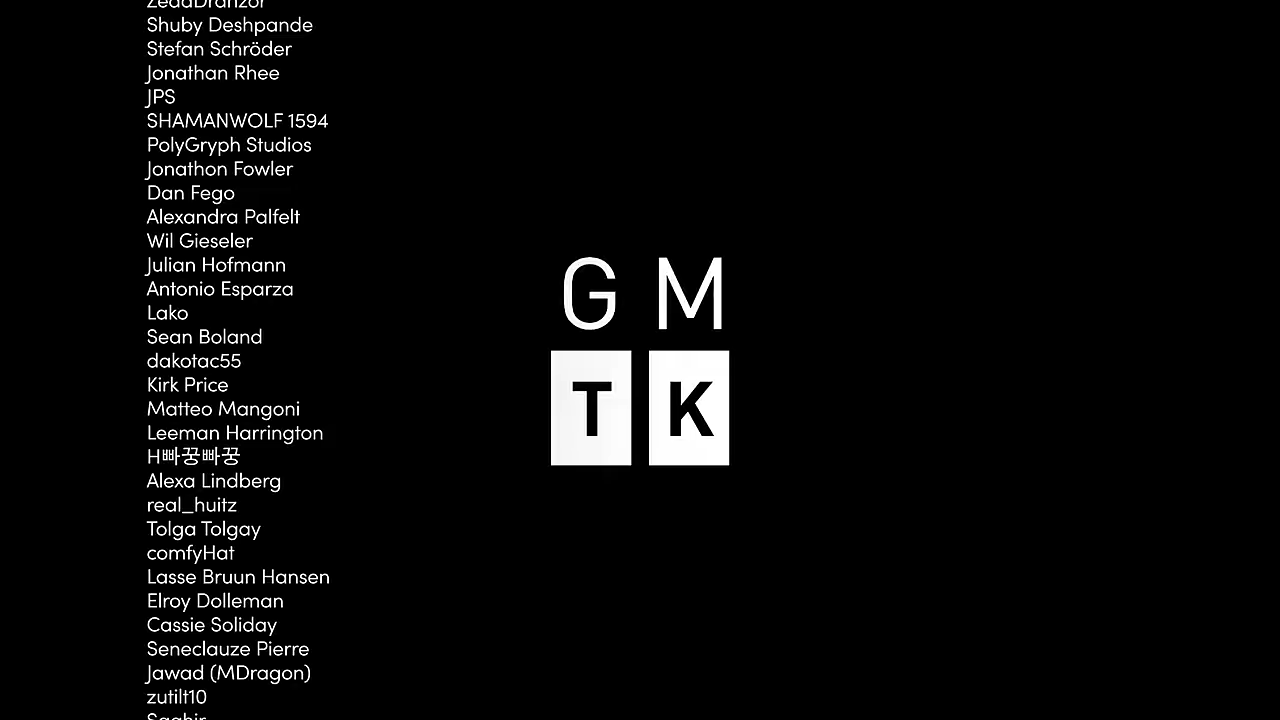 Shuby Deshpande
Stefan Schröder
Jonathan Rhee
JPS
SHAMANWOLF 1594
PolyGryph Studios
Jonathon Fowler
Dan Fego
Alexandra Palfelt
Wil Gieseler
Julian Hofmann
Antonio Esparza
Lako
Sean Boland
dakotac55
Kirk Price
Matteo Mangoni
Leeman Harrington
H빠꿍빠꿍
Alexa Lindberg
real_huitz
Tolga Tolgay
comfyHat
Lasse Bruun Hansen
Elroy Dolleman
Cassie Soliday
Seneclauze Pierre
Jawad (MDragon)
zutilt10
G M
T K